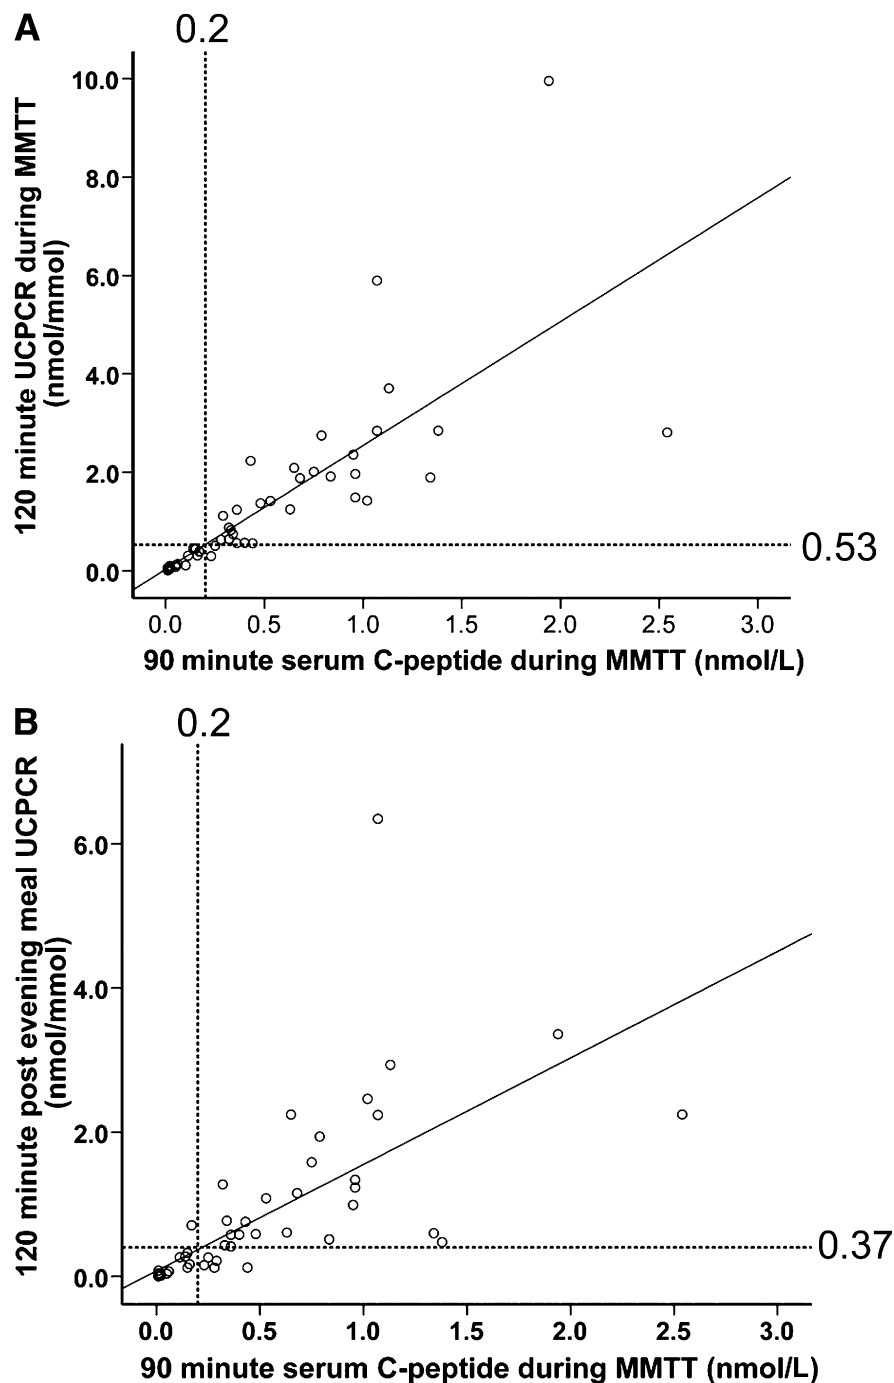 A
0.2
120 minute UCPCR during MMTT
(nmol/mmol)
10.0
8.0
6.0
4.0
2.0
0.0
0.53
0.0 0.5 1.0 1.5 2.0 2.5 3.0
90 minute serum C-peptide during MMTT (nmol/L)
B
0.2
120 minute post evening meal UCPCR
(nmol/mmol)
6.0
4.0
2.0
0.0
0.37
0.0 0.5 1.0 1.5 2.0 2.5 3.0
90 minute serum C-peptide during MMTT (nmol/L)